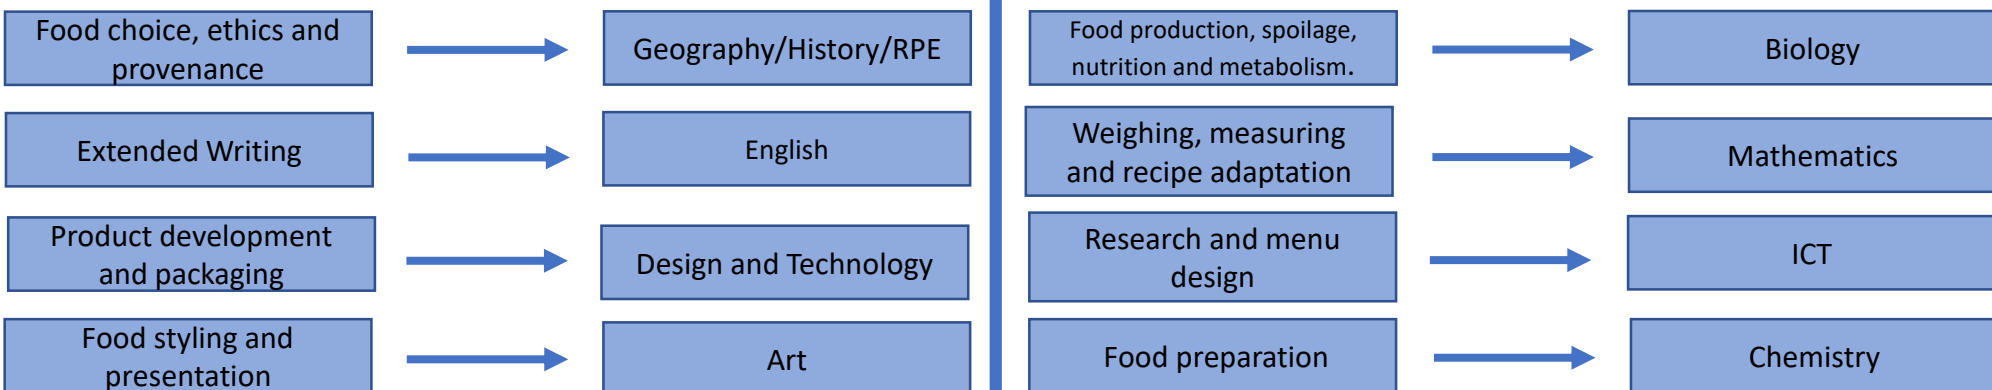 Food choice, ethics and
provenance
Geography/History/RPE
Extended Writing
English
Product development
and packaging
Design and Technology
Food styling and
presentation
Art
Food production, spoilage,
nutrition and metabolism.
Biology
Weighing, measuring
and recipe adaptation
Mathematics
Research and menu
design
ICT
Food preparation
Chemistry